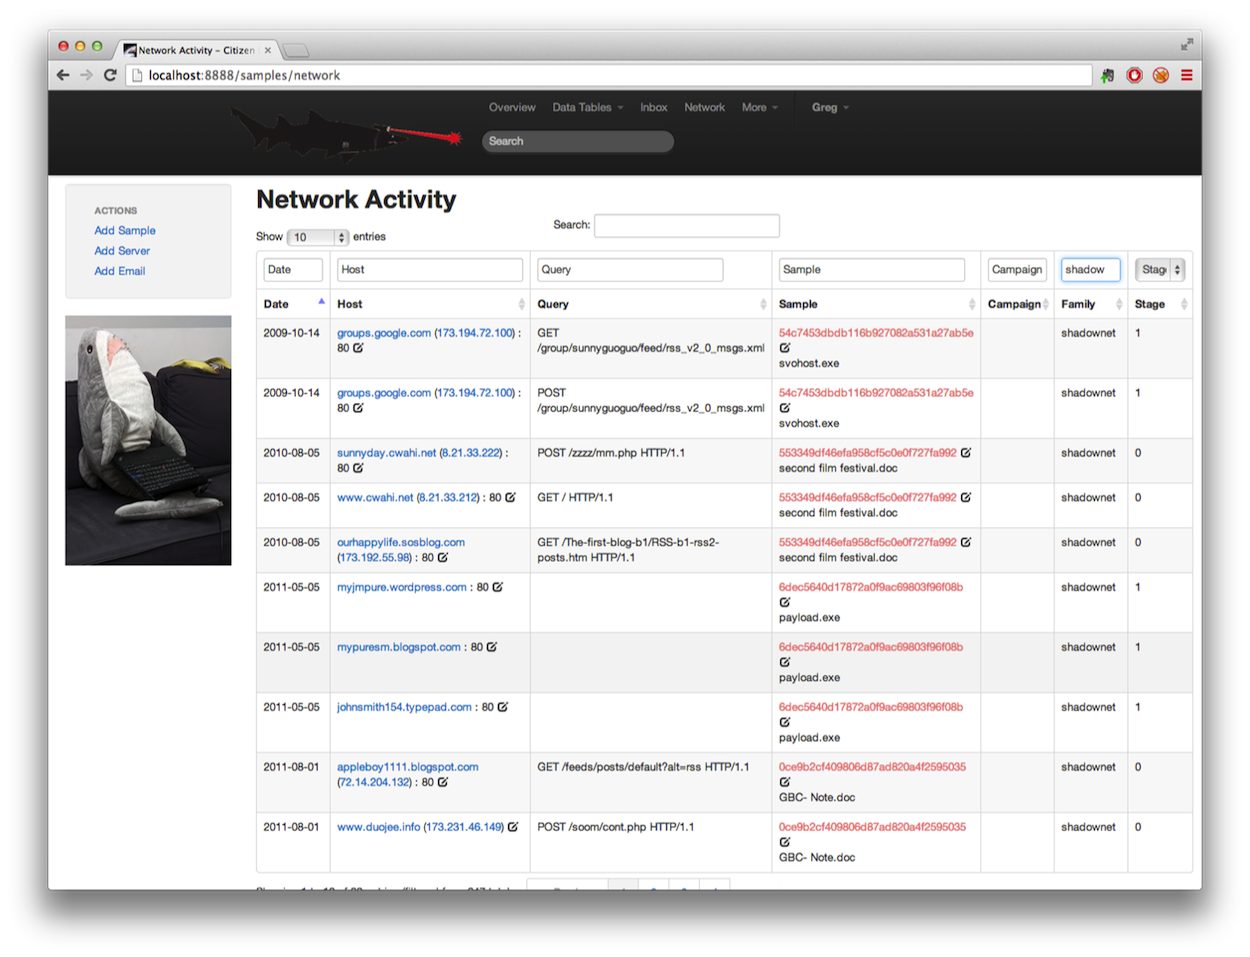 Network Activity – Citizen
localhost:8888/samples/network
Overview Data Tables Inbox Network More Greg
Search
ACTIONS
Add Sample
Add Server
Add Email
Network Activity
Search:
Show 10 entries
Date Host Query Sample Campaign shadow Stag
Date Host Query Sample Campaign Family Stage
2009-10-14 groups.google.com (173.194.72.100) : GET 54c7453dbdb116b927082a531a27ab5e shadownet 1
80 /group/sunnyguoguo/feed/rss_v2_0_msgs.xml
svohost.exe
2009-10-14 groups.google.com (173.194.72.100) : POST 54c7453dbdb116b927082a531a27ab5e shadownet 1
80 /group/sunnyguoguo/feed/rss_v2_0_msgs.xml
svohost.exe
2010-08-05 sunnyday.cwahi.net (8.21.33.222) : POST /zzzz/mm.php HTTP/1.1 553349df46efa958cf5c0e0f727fa992 shadownet 0
80 second film festival.doc
2010-08-05 www.cwahi.net (8.21.33.212) : 80 GET / HTTP/1.1 553349df46efa958cf5c0e0f727fa992 shadownet 0
second film festival.doc
2010-08-05 ourhappylife.sosblog.com GET /The-first-blog-b1/RSS-b1-rss2- 553349df46efa958cf5c0e0f727fa992 shadownet 0
(173.192.55.98) : 80 posts.htm HTTP/1.1 second film festival.doc
2011-05-05 myjmpure.wordpress.com : 80 6dec5640d17872a0f9ac69803f96f08b shadownet 1
payload.exe
2011-05-05 mypuresm.blogspot.com : 80 6dec5640d17872a0f9ac69803f96f08b shadownet 1
payload.exe
2011-05-05 johnsmith154.typepad.com : 80 6dec5640d17872a0f9ac69803f96f08b shadownet 1
payload.exe
2011-08-01 appleboy1111.blogspot.com GET /feeds/posts/default?alt=rss HTTP/1.1 0ce9b2cf409806d87ad820a4f2595035 shadownet 0
(72.14.204.132) : 80
GBC- Note.doc
2011-08-01 www.duojee.info (173.231.46.149) POST /soom/cont.php HTTP/1.1 0ce9b2cf409806d87ad820a4f2595035 shadownet 0
GBC- Note.doc